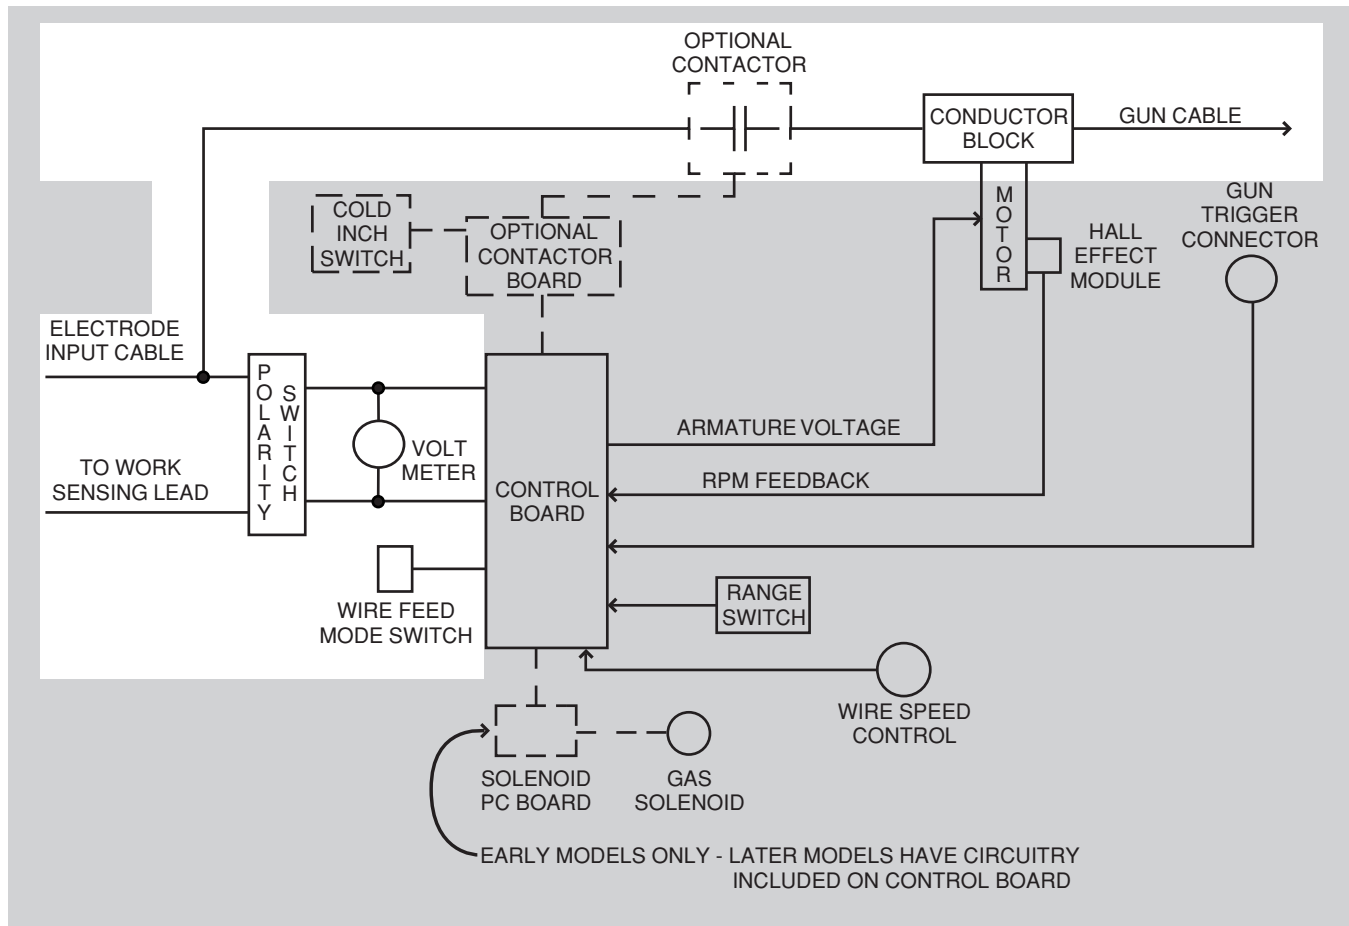 OPTIONAL
CONTACTOR
CONDUCTOR
BLOCK
GUN CABLE
COLD
INCH
SWITCH
OPTIONAL
CONTACTOR
BOARD
MOTOR
HALL
EFFECT
MODULE
GUN
TRIGGER
CONNECTOR
ELECTRODE
INPUT CABLE
POLARITY
SWITCH
VOLT
METER
TO WORK
SENSING LEAD
CONTROL
BOARD
ARMATURE VOLTAGE
RPM FEEDBACK
WIRE FEED
MODE SWITCH
RANGE
SWITCH
WIRE SPEED
CONTROL
SOLENOID
PC BOARD
GAS
SOLENOID
EARLY MODELS ONLY - LATER MODELS HAVE CIRCUITRY
INCLUDED ON CONTROL BOARD